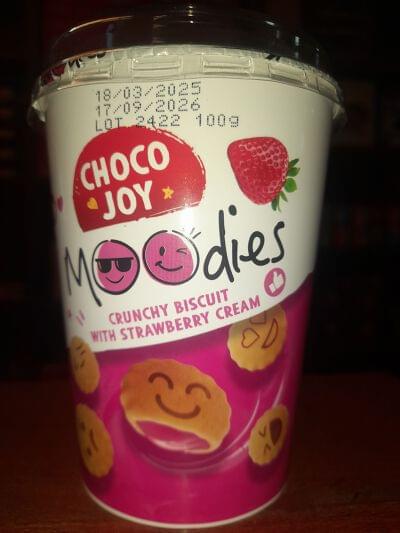 18/03/2025
17/09/2026
LOT 2422 100g
CHOCO
JOY
MOOdies
CRUNCHY BISCUIT
WITH STRAWBERRY CREAM